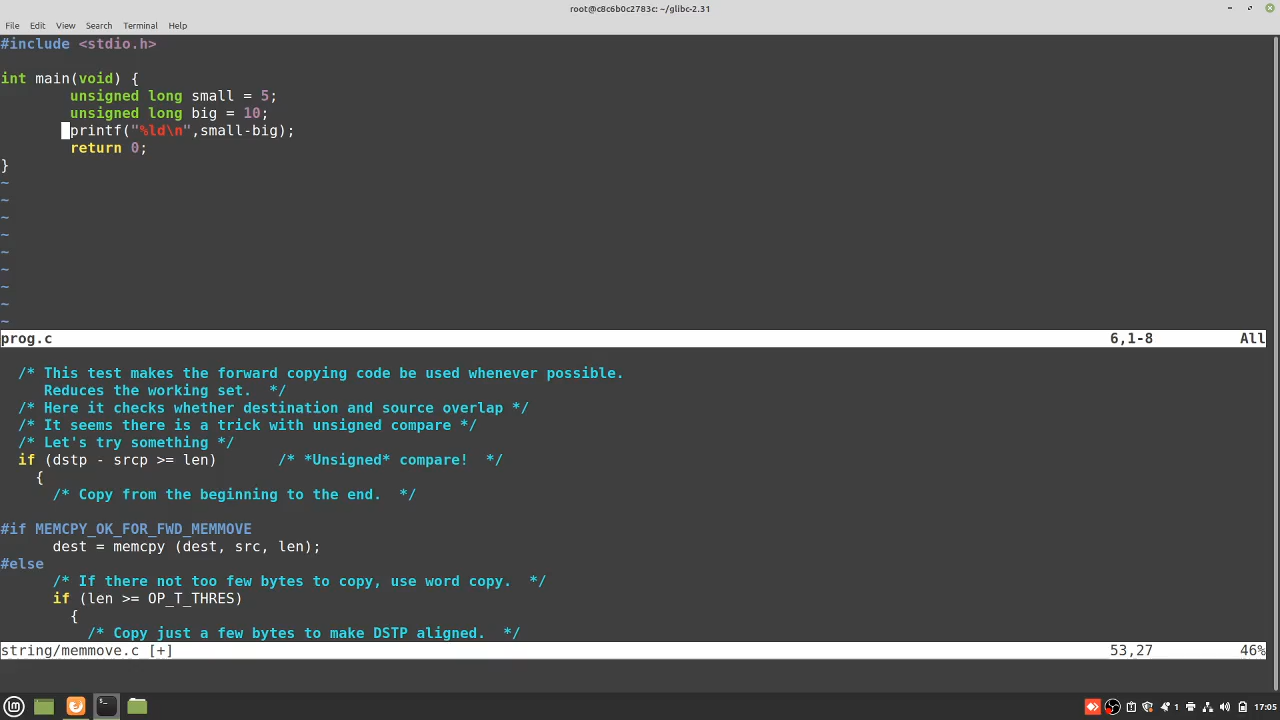 root@c8c6b0c2783c: ~/glibc-2.31
File Edit View Search Terminal Help
#include <stdio.h>
int main(void) {
        unsigned long small = 5;
        unsigned long big = 10;
        printf("%ld\n",small-big);
        return 0;
}
~
~
~
~
~
~
~
~
~
prog.c 6,1-8 All
  /* This test makes the forward copying code be used whenever possible.
     Reduces the working set.  */
  /* Here it checks whether destination and source overlap */
  /* It seems there is a trick with unsigned compare */
  /* Let's try something */
  if (dstp - srcp >= len)       /* *Unsigned* compare!  */
    {
      /* Copy from the beginning to the end.  */
#if MEMCPY_OK_FOR_FWD_MEMMOVE
      dest = memcpy (dest, src, len);
#else
      /* If there not too few bytes to copy, use word copy.  */
      if (len >= OP_T_THRES)
        {
          /* Copy just a few bytes to make DSTP aligned.  */
string/memmove.c [+] 53,27 46%
1 17:05